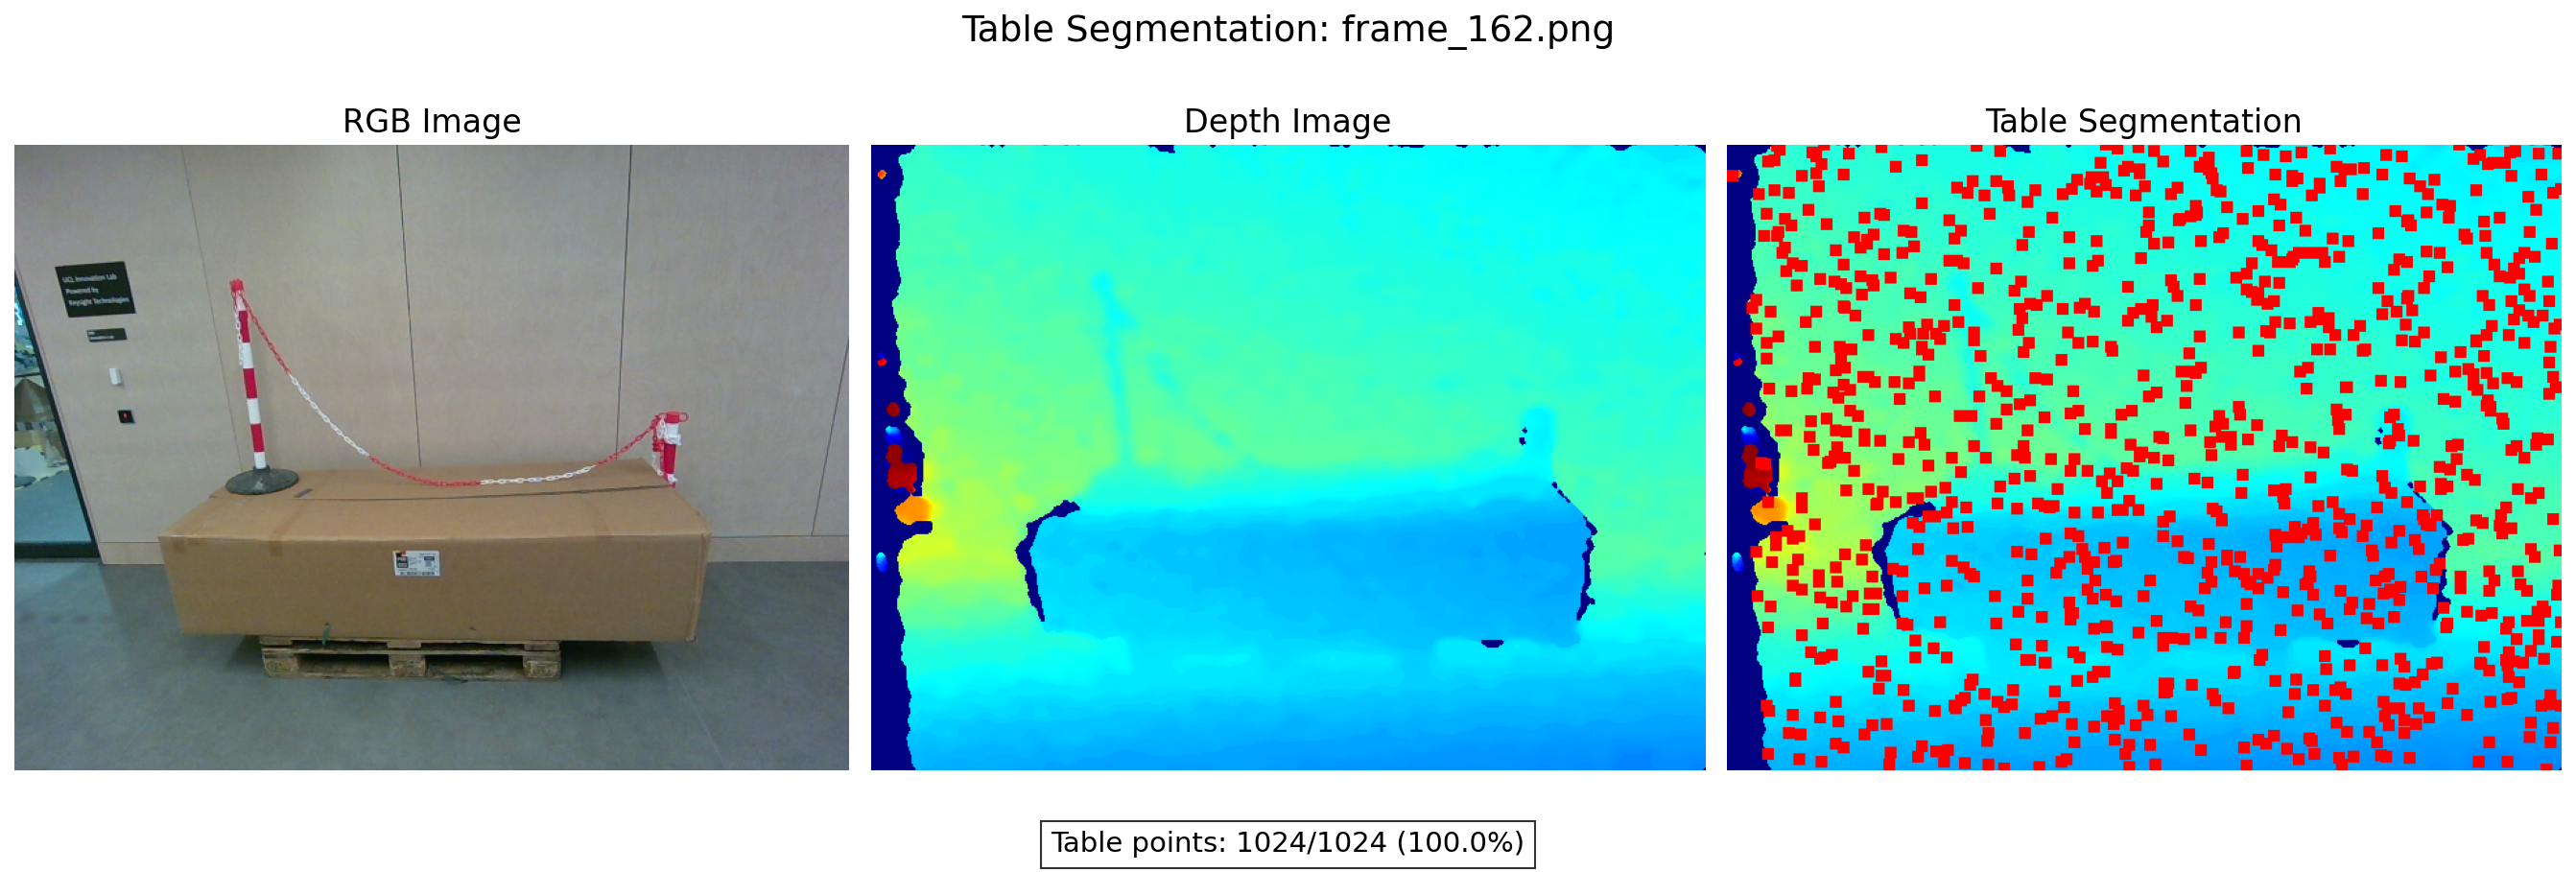 Table Segmentation: frame_162.png
RGB Image
Depth Image
Table Segmentation
UCL Innovation Lab
Powered by
Keysight Technologies
Table points: 1024/1024 (100.0%)